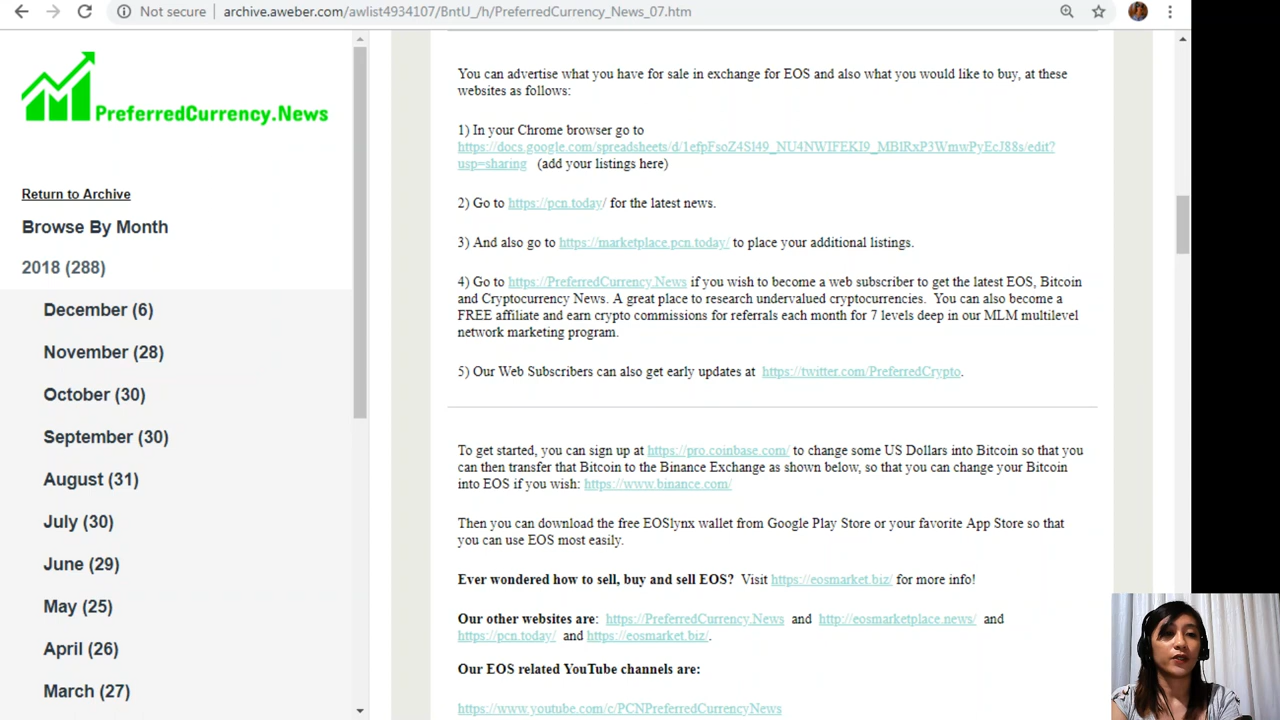 Not secure
archive.aweber.com/awlist4934107/BntU_/h/PreferredCurrency_News_07.htm
PreferredCurrency.News
Return to Archive
Browse By Month
2018 (288)
December (6)
November (28)
October (30)
September (30)
August (31)
July (30)
June (29)
May (25)
April (26)
March (27)
You can advertise what you have for sale in exchange for EOS and also what you would like to buy, at these
websites as follows:
1) In your Chrome browser go to
https://docs.google.com/spreadsheets/d/1efpFsoZ4Sl49_NU4NWIFEKI9_MBlRxP3WmwPyEcJ88s/edit?
usp=sharing (add your listings here)
2) Go to https://pcn.today/ for the latest news.
3) And also go to https://marketplace.pcn.today/ to place your additional listings.
4) Go to https://PreferredCurrency.News if you wish to become a web subscriber to get the latest EOS, Bitcoin
and Cryptocurrency News. A great place to research undervalued cryptocurrencies. You can also become a
FREE affiliate and earn crypto commissions for referrals each month for 7 levels deep in our MLM multilevel
network marketing program.
5) Our Web Subscribers can also get early updates at https://twitter.com/PreferredCrypto.
To get started, you can sign up at https://pro.coinbase.com/ to change some US Dollars into Bitcoin so that you
can then transfer that Bitcoin to the Binance Exchange as shown below, so that you can change your Bitcoin
into EOS if you wish: https://www.binance.com/
Then you can download the free EOSlynx wallet from Google Play Store or your favorite App Store so that
you can use EOS most easily.
Ever wondered how to sell, buy and sell EOS? Visit https://eosmarket.biz/ for more info!
Our other websites are: https://PreferredCurrency.News and http://eosmarketplace.news/ and
https://pcn.today/ and https://eosmarket.biz/.
Our EOS related YouTube channels are:
https://www.youtube.com/c/PCNPreferredCurrencyNews